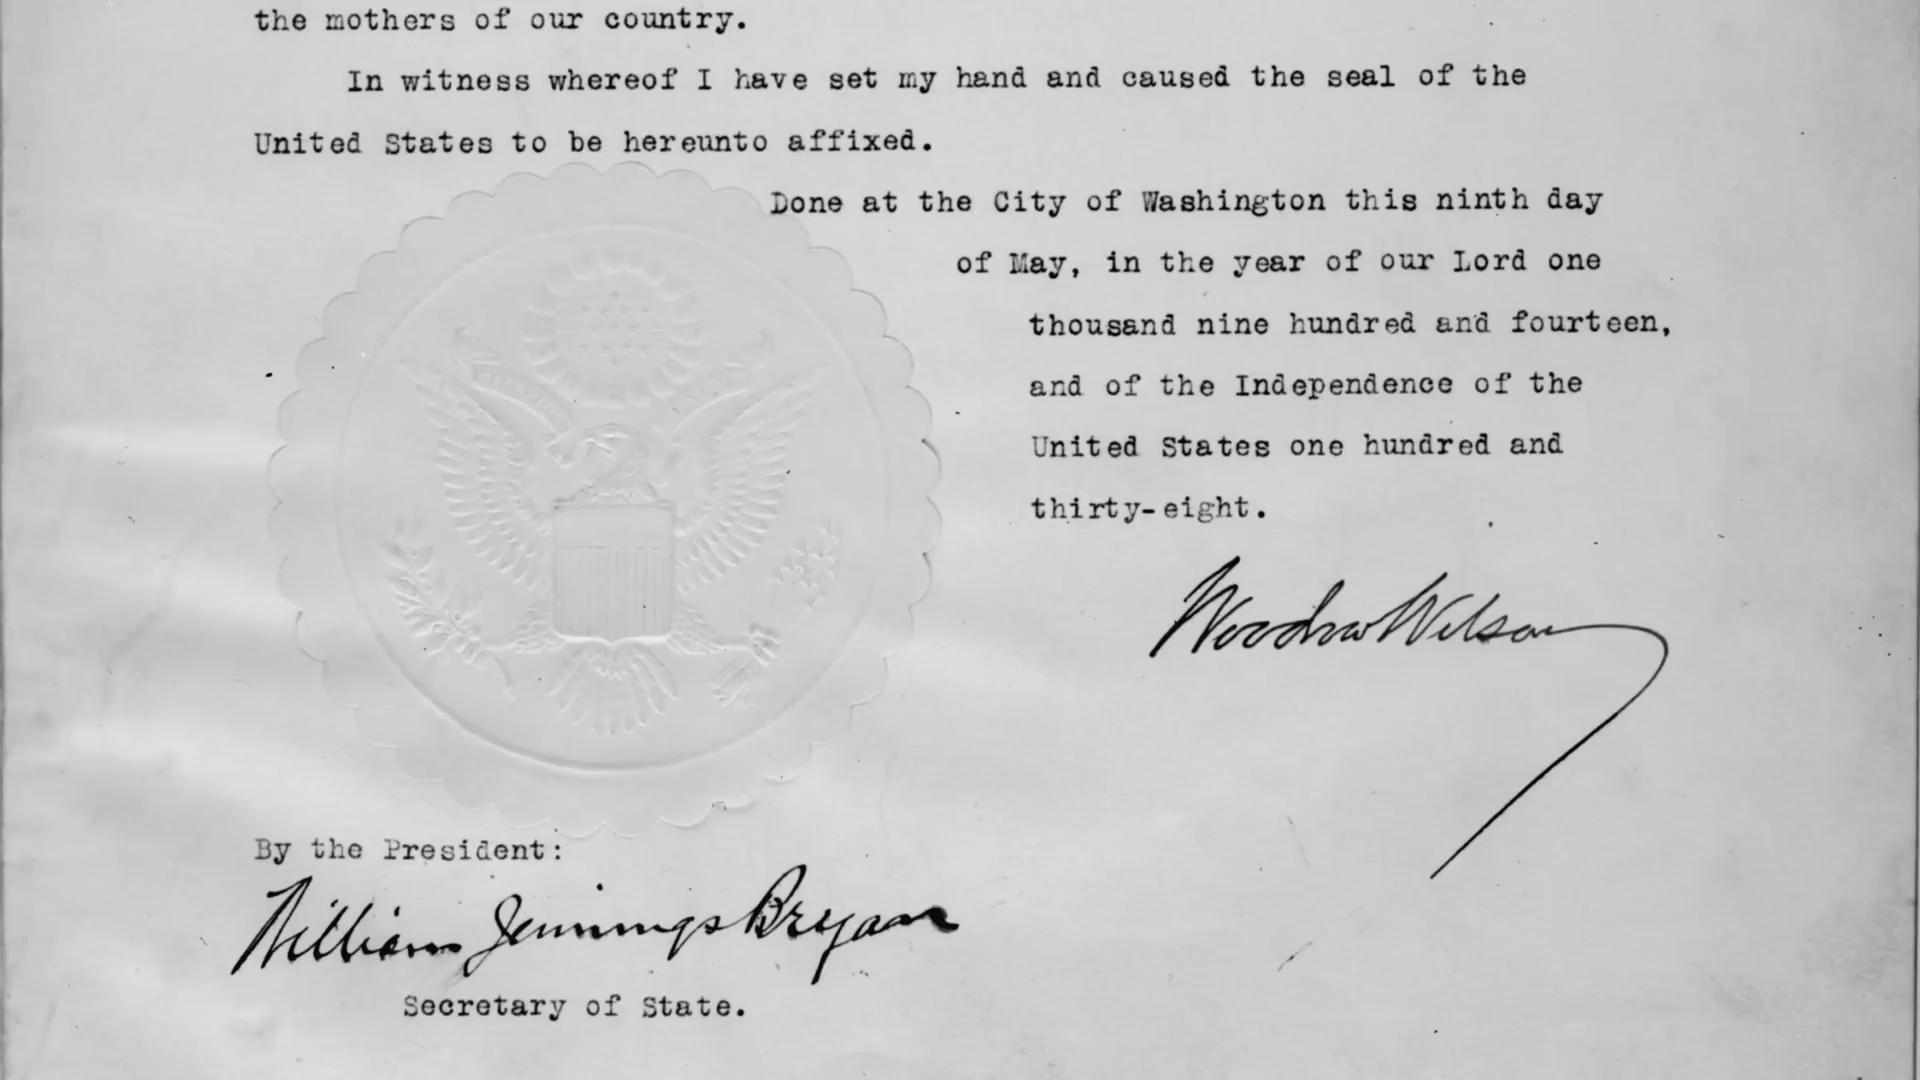 the mothers of our country.
In witness whereof I have set my hand and caused the seal of the
United States to be hereunto affixed.
Done at the City of Washington this ninth day
of May, in the year of our Lord one
thousand nine hundred and fourteen,
and of the Independence of the
United States one hundred and
thirty-eight.
Woodrow Wilson
By the President:
William Jennings Bryan
Secretary of State.